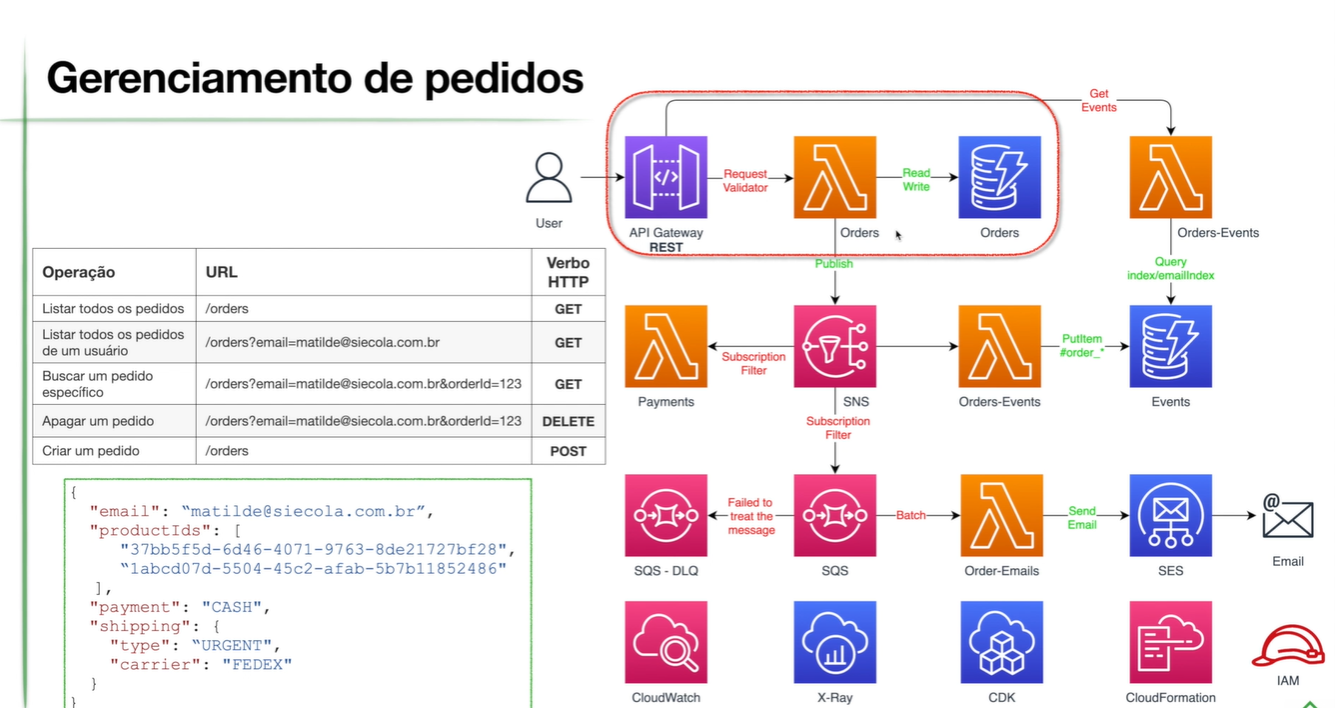 Gerenciamento de pedidos
Get
Events
Request
Validator
Read
Write
User
API Gateway
REST
Orders
Orders
Orders-Events
Publish
Query
index/emailIndex
Operação URL Verbo
HTTP
Listar todos os pedidos /orders GET
Listar todos os pedidos
de um usuário /orders?email=matilde@siecola.com.br GET
Buscar um pedido
específico /orders?email=matilde@siecola.com.br&orderId=123 GET
Apagar um pedido /orders?email=matilde@siecola.com.br&orderId=123 DELETE
Criar um pedido /orders POST
Subscription
Filter
PutItem
#order_*
Payments
SNS
Orders-Events
Events
Subscription
Filter
{
"email": “matilde@siecola.com.br”,
"productIds": [
"37bb5f5d-6d46-4071-9763-8de21727bf28",
“1abcd07d-5504-45c2-afab-5b7b11852486"
],
"payment": "CASH",
"shipping": {
"type": “URGENT",
"carrier": "FEDEX"
}
}
Failed to
treat the
message
Batch
Send
Email
@
SQS - DLQ
SQS
Order-Emails
SES
Email
CloudWatch
X-Ray
CDK
CloudFormation
IAM